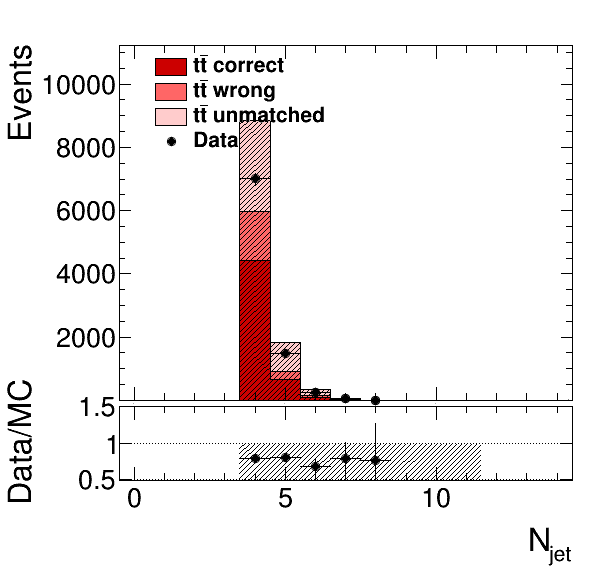 Events
10000
8000
6000
4000
2000
tt̄ correct
tt̄ wrong
tt̄ unmatched
Data
Data/MC
1.5
1
0.5
0
5
10
N_jet